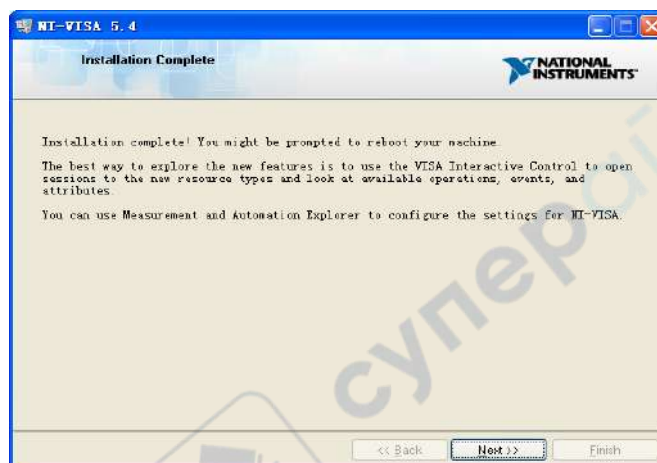 NI-VISA 5.4
Installation Complete
NATIONAL
INSTRUMENTS
Installation complete! You might be prompted to reboot your machine.
The best way to explore the new features is to use the VISA Interactive Control to open
sessions to the new resource types and look at available operations, events, and
attributes.
You can use Measurement and Automation Explorer to configure the settings for NI-VISA.
супер
<< Back
Next >>
Finish